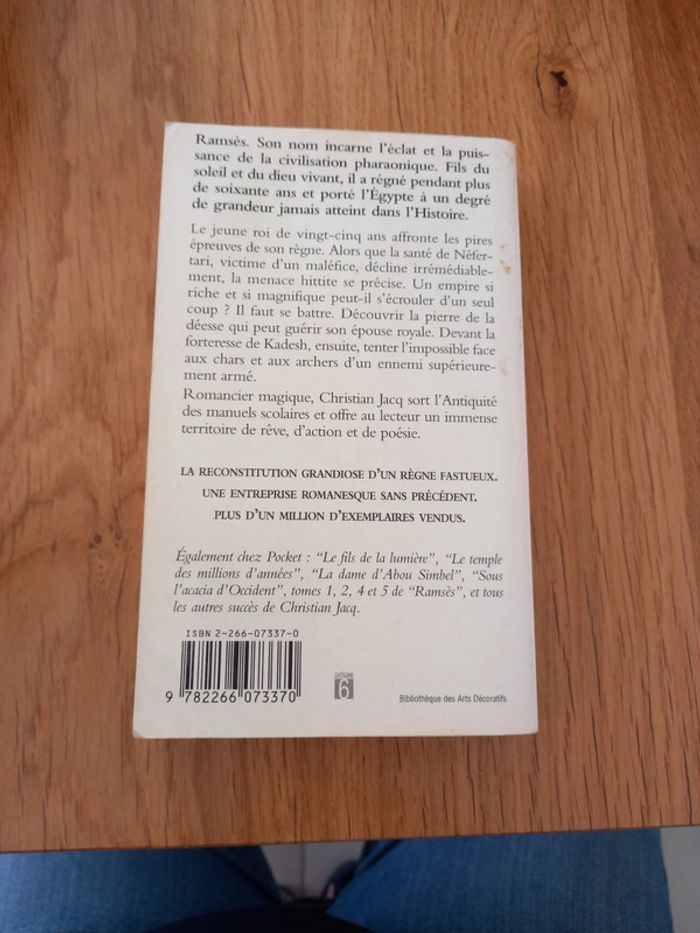 Ramsès. Son nom incarne l'éclat et la puis-
sance de la civilisation pharaonique. Fils du
soleil et du dieu vivant, il a régné pendant plus
de soixante ans et porté l'Égypte à un degré
de grandeur jamais atteint dans l'Histoire.
Le jeune roi de vingt-cinq ans affronte les pires
épreuves de son règne. Alors que la santé de Néfer-
tari, victime d'un maléfice, décline irrémédiable-
ment, la menace hittite se précise. Un empire si
riche et si magnifique peut-il s'écrouler d'un seul
coup ? Il faut se battre. Découvrir la pierre de la
déesse qui peut guérir son épouse royale. Devant la
forteresse de Kadesh, ensuite, tenter l'impossible face
aux chars et aux archers d'un ennemi supérieure-
ment armé.
Romancier magique, Christian Jacq sort l'Antiquité
des manuels scolaires et offre au lecteur un immense
territoire de rêve, d'action et de poésie.
LA RECONSTITUTION GRANDIOSE D'UN RÈGNE FASTUEUX.
UNE ENTREPRISE ROMANESQUE SANS PRÉCÉDENT.
PLUS D'UN MILLION D'EXEMPLAIRES VENDUS.
Également chez Pocket : "Le fils de la lumière", "Le temple
des millions d'années", "La dame d'Abou Simbel", "Sous
l'acacia d'Occident", tomes 1, 2, 4 et 5 de "Ramsès", et tous
les autres succès de Christian Jacq.
ISBN 2-266-07337-0
9 782266 073370
CATÉGORIE
6
Bibliothèque des Arts Décoratifs